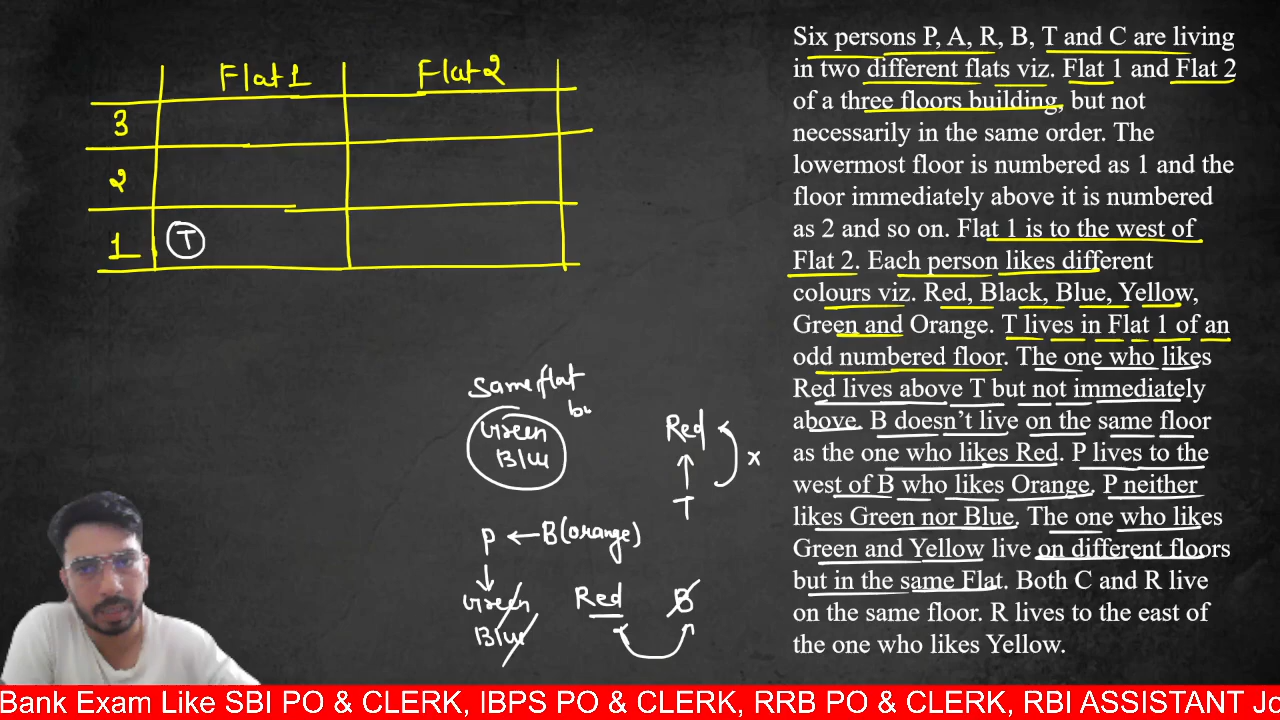 Flat 1 Flat 2
3
2
1 T
Same flat
Green
Blue
Red
x
T
P ← B (orange)
Green
Blue
Red B
Six persons P, A, R, B, T and C are living
in two different flats viz. Flat 1 and Flat 2
of a three floors building, but not
necessarily in the same order. The
lowermost floor is numbered as 1 and the
floor immediately above it is numbered
as 2 and so on. Flat 1 is to the west of
Flat 2. Each person likes different
colours viz. Red, Black, Blue, Yellow,
Green and Orange. T lives in Flat 1 of an
odd numbered floor. The one who likes
Red lives above T but not immediately
above. B doesn’t live on the same floor
as the one who likes Red. P lives to the
west of B who likes Orange. P neither
likes Green nor Blue. The one who likes
Green and Yellow live on different floors
but in the same Flat. Both C and R live
on the same floor. R lives to the east of
the one who likes Yellow.
Bank Exam Like SBI PO & CLERK, IBPS PO & CLERK, RRB PO & CLERK, RBI ASSISTANT